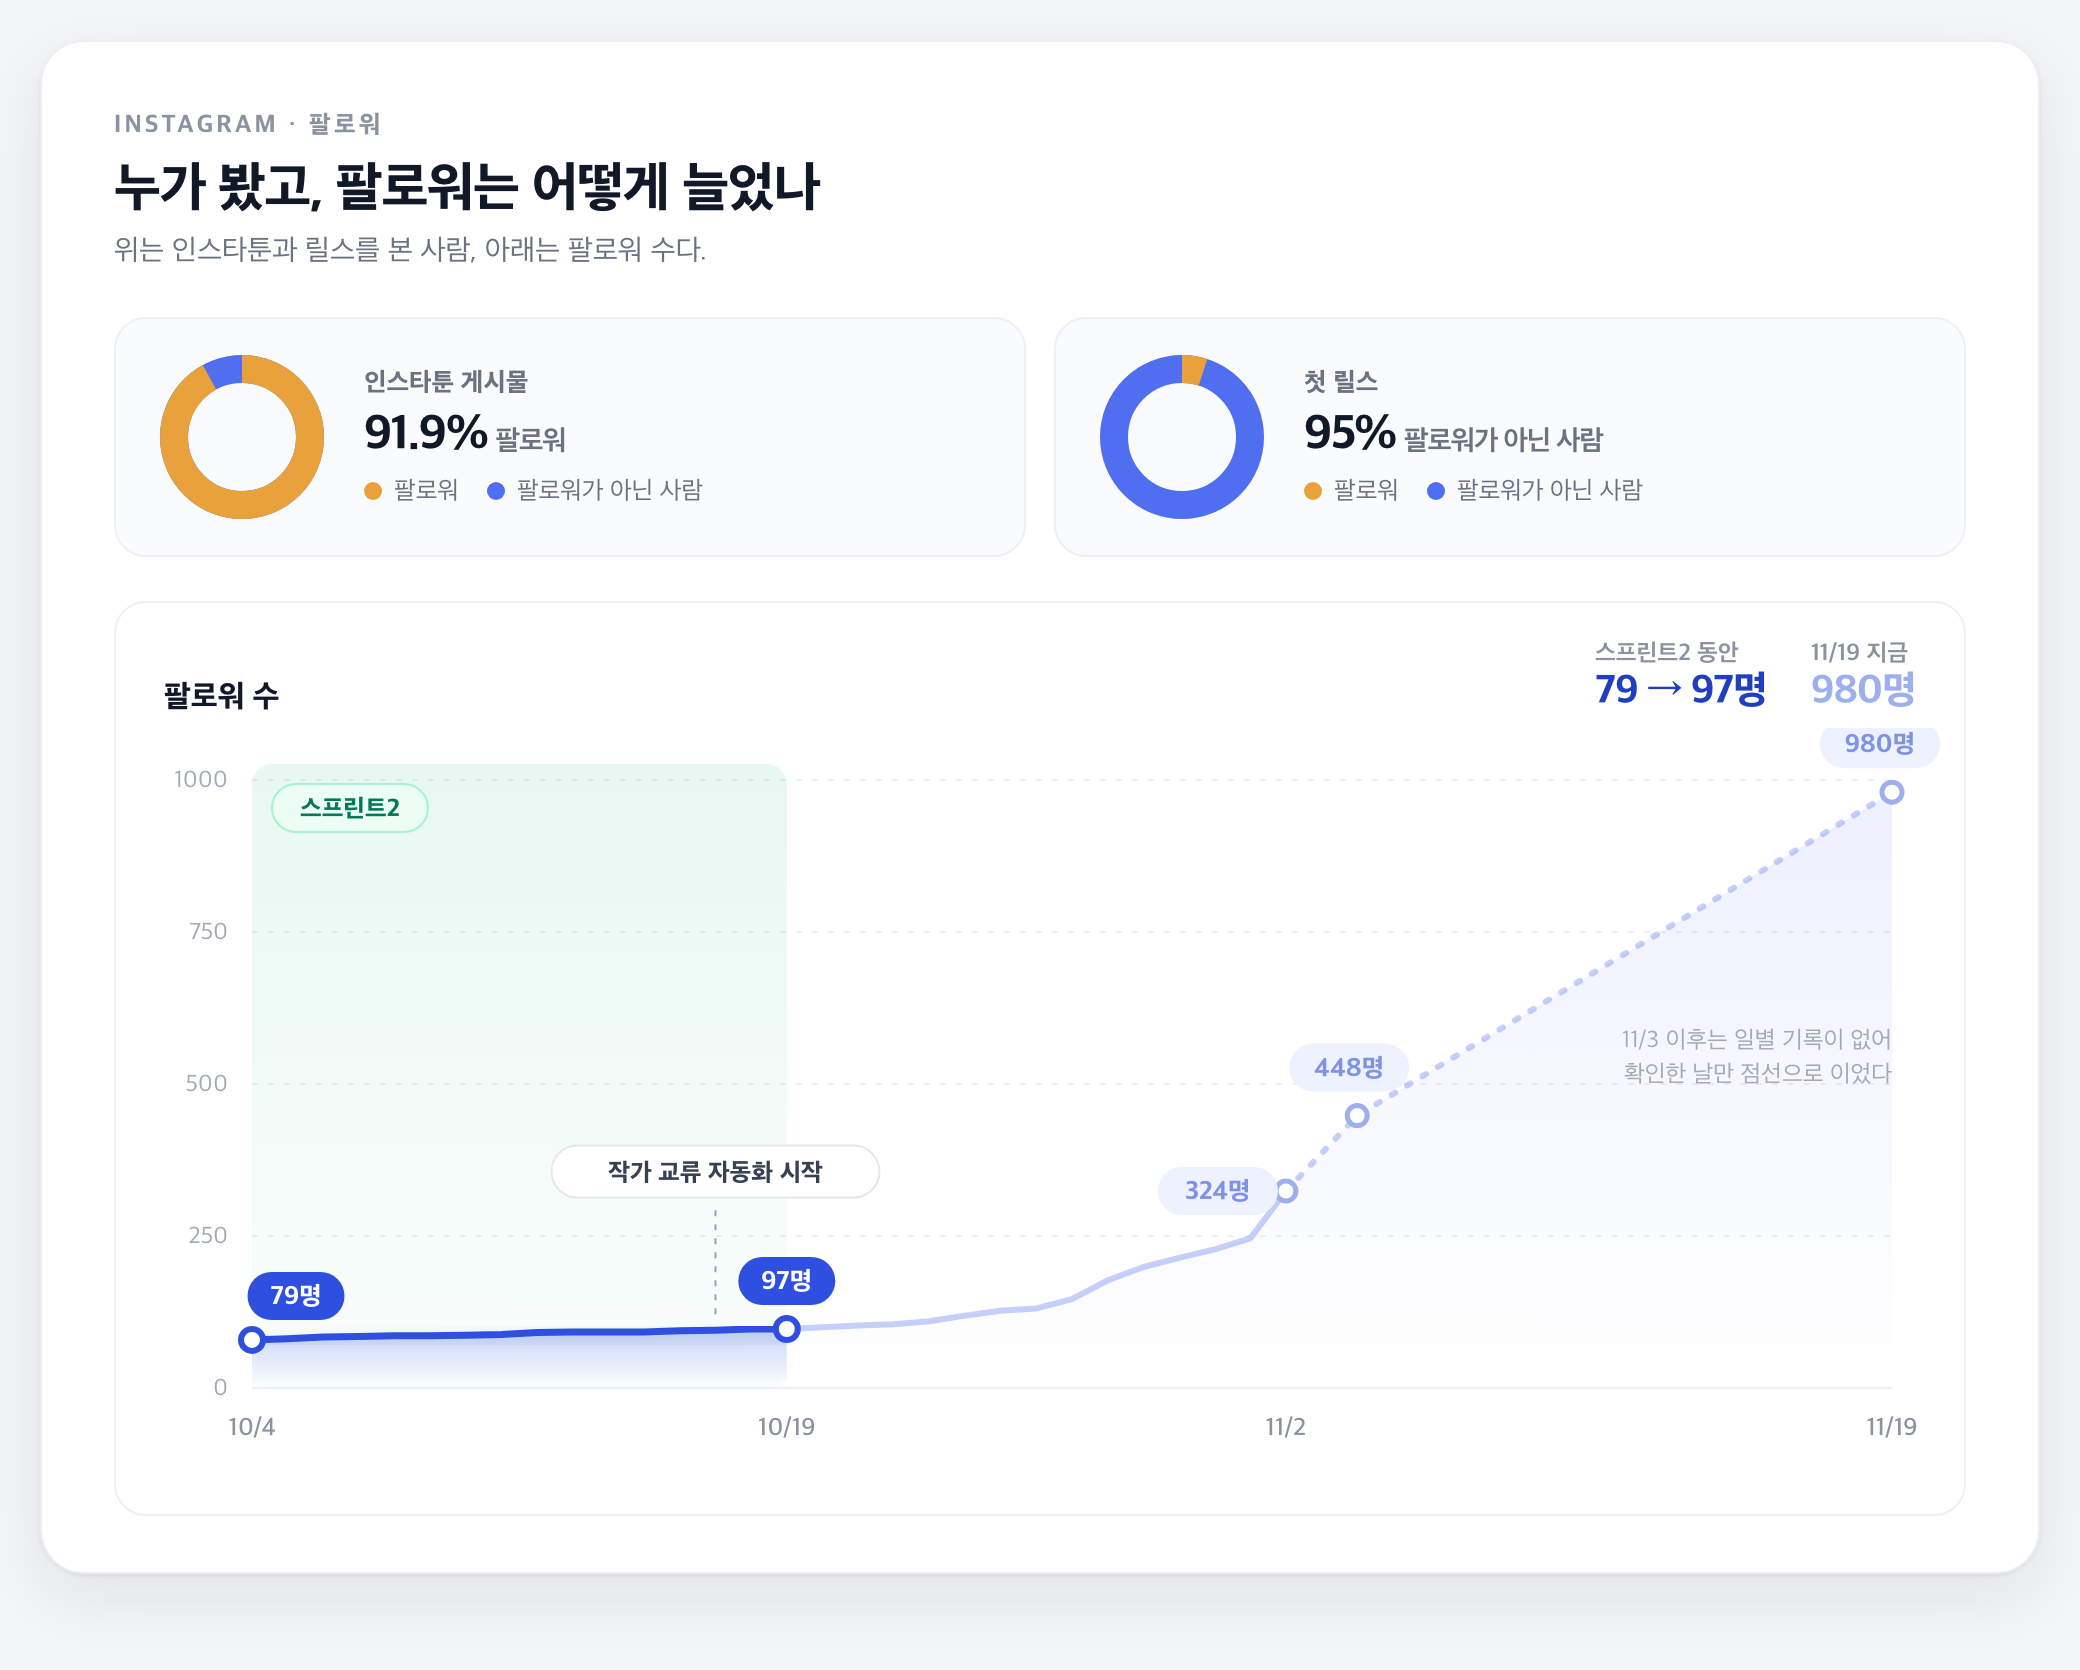 INSTAGRAM · 팔로워
누가 봤고, 팔로워는 어떻게 늘었나
위는 인스타툰과 릴스를 본 사람, 아래는 팔로워 수다.
인스타툰 게시물
91.9% 팔로워
팔로워 팔로워가 아닌 사람
첫 릴스
95% 팔로워가 아닌 사람
팔로워 팔로워가 아닌 사람
팔로워 수
스프린트2 동안
79 → 97명
11/19 지금
980명
980명
1000
스프린트2
750
11/3 이후는 일별 기록이 없어
확인한 날만 점선으로 이었다
448명
500
작가 교류 자동화 시작
324명
250
79명
97명
0
10/4
10/19
11/2
11/19